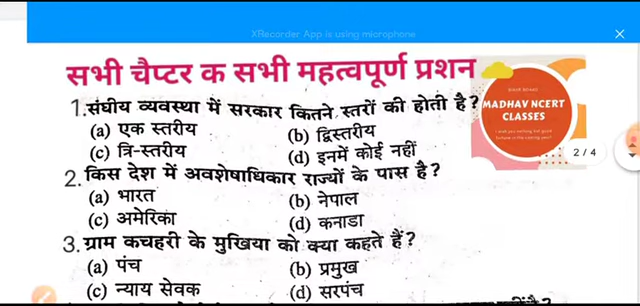 XRecorder App is using microphone
सभी चैप्टर क सभी महत्वपूर्ण प्रशन
MADHAV NCERT
CLASSES
2/4
1.संघीय व्यवस्था में सरकार कितने स्तरों की होती है?
(a) एक स्तरीय (b) द्विस्तरीय
(c) त्रि-स्तरीय (d) इनमें कोई नहीं
2.किस देश में अवशेषाधिकार राज्यों के पास है?
(a) भारत (b) नेपाल
(c) अमेरिका (d) कनाडा
3.ग्राम कचहरी के मुखिया को क्या कहते हैं?
(a) पंच (b) प्रमुख
(c) न्याय सेवक (d) सरपंच